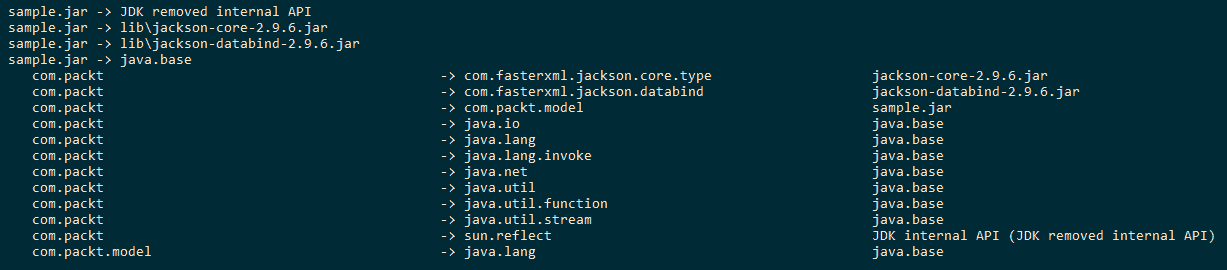 sample.jar -> JDK removed internal API
sample.jar -> lib\jackson-core-2.9.6.jar
sample.jar -> lib\jackson-databind-2.9.6.jar
sample.jar -> java.base
   com.packt                                          -> com.fasterxml.jackson.core.type                    jackson-core-2.9.6.jar
   com.packt                                          -> com.fasterxml.jackson.databind                     jackson-databind-2.9.6.jar
   com.packt                                          -> com.packt.model                                    sample.jar
   com.packt                                          -> java.io                                            java.base
   com.packt                                          -> java.lang                                          java.base
   com.packt                                          -> java.lang.invoke                                   java.base
   com.packt                                          -> java.net                                           java.base
   com.packt                                          -> java.util                                          java.base
   com.packt                                          -> java.util.function                                 java.base
   com.packt                                          -> java.util.stream                                   java.base
   com.packt                                          -> sun.reflect                                        JDK internal API (JDK removed internal API)
   com.packt.model                                    -> java.lang                                          java.base